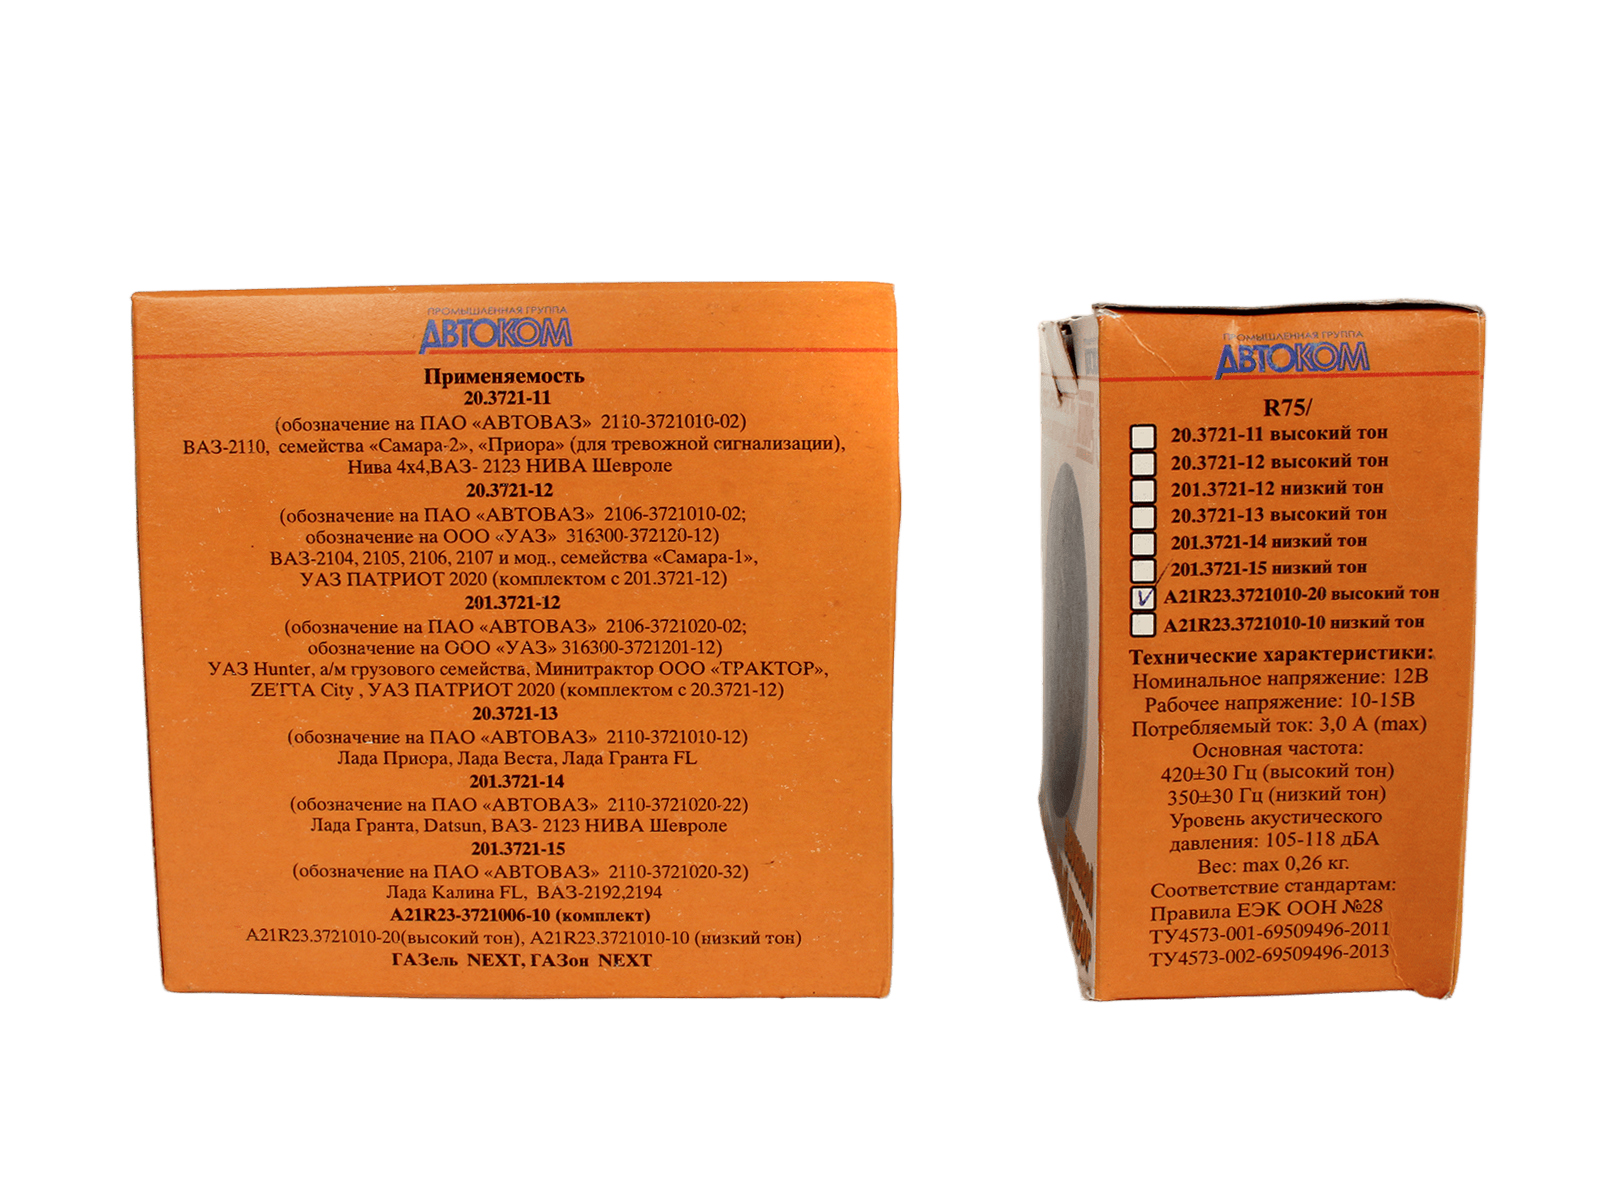 ПРОМЫШЛЕННАЯ ГРУППА
АВТОКОМ
Применяемость
20.3721-11
(обозначение на ПАО «АВТОВАЗ» 2110-3721010-02)
ВАЗ-2110, семейства «Самара-2», «Приора» (для тревожной сигнализации),
Нива 4х4,ВАЗ- 2123 НИВА Шевроле
20.3721-12
(обозначение на ПАО «АВТОВАЗ» 2106-3721010-02;
обозначение на ООО «УАЗ» 316300-372120-12)
ВАЗ-2104, 2105, 2106, 2107 и мод., семейства «Самара-1»,
УАЗ ПАТРИОТ 2020 (комплектом с 201.3721-12)
201.3721-12
(обозначение на ПАО «АВТОВАЗ» 2106-3721020-02;
обозначение на ООО «УАЗ» 316300-3721201-12)
УАЗ Hunter, а/м грузового семейства, Минитрактор ООО «ТРАКТОР»,
ZETTA City , УАЗ ПАТРИОТ 2020 (комплектом с 20.3721-12)
20.3721-13
(обозначение на ПАО «АВТОВАЗ» 2110-3721010-12)
Лада Приора, Лада Веста, Лада Гранта FL
201.3721-14
(обозначение на ПАО «АВТОВАЗ» 2110-3721020-22)
Лада Гранта, Datsun, ВАЗ- 2123 НИВА Шевроле
201.3721-15
(обозначение на ПАО «АВТОВАЗ» 2110-3721020-32)
Лада Калина FL, ВАЗ-2192,2194
A21R23-3721006-10 (комплект)
A21R23.3721010-20(высокий тон), A21R23.3721010-10 (низкий тон)
ГАЗель NEXT, ГАЗон NEXT
ПРОМЫШЛЕННАЯ ГРУППА
АВТОКОМ
R75/
20.3721-11 высокий тон
20.3721-12 высокий тон
201.3721-12 низкий тон
20.3721-13 высокий тон
201.3721-14 низкий тон
201.3721-15 низкий тон
A21R23.3721010-20 высокий тон
A21R23.3721010-10 низкий тон
Технические характеристики:
Номинальное напряжение: 12В
Рабочее напряжение: 10-15В
Потребляемый ток: 3,0 А (max)
Основная частота:
420±30 Гц (высокий тон)
350±30 Гц (низкий тон)
Уровень акустического
давления: 105-118 дБА
Вес: max 0,26 кг.
Соответствие стандартам:
Правила ЕЭК ООН №28
ТУ4573-001-69509496-2011
ТУ4573-002-69509496-2013